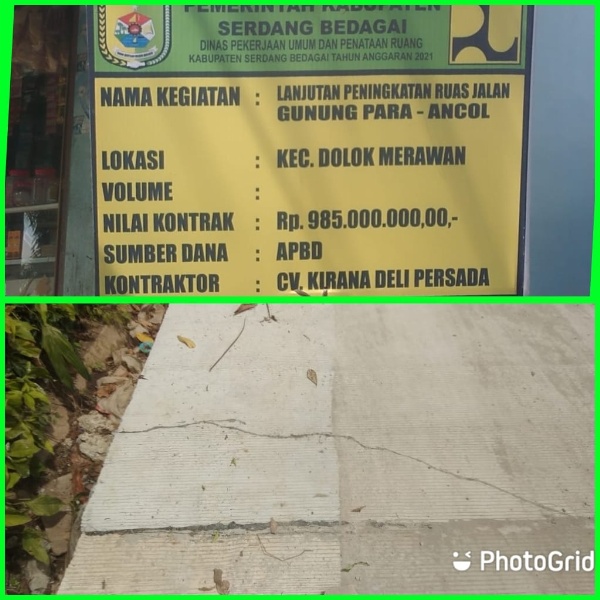 PEMERINTAH KABUPATEN
SERDANG BEDAGAI
DINAS PEKERJAAN UMUM DAN PENATAAN RUANG
KABUPATEN SERDANG BEDAGAI TAHUN ANGGARAN 2021
NAMA KEGIATAN : LANJUTAN PENINGKATAN RUAS JALAN
GUNUNG PARA - ANCOL
LOKASI : KEC. DOLOK MERAWAN
VOLUME :
NILAI KONTRAK : Rp. 985.000.000,00,-
SUMBER DANA : APBD
KONTRAKTOR : CV. KIRANA DELI PERSADA
PhotoGrid